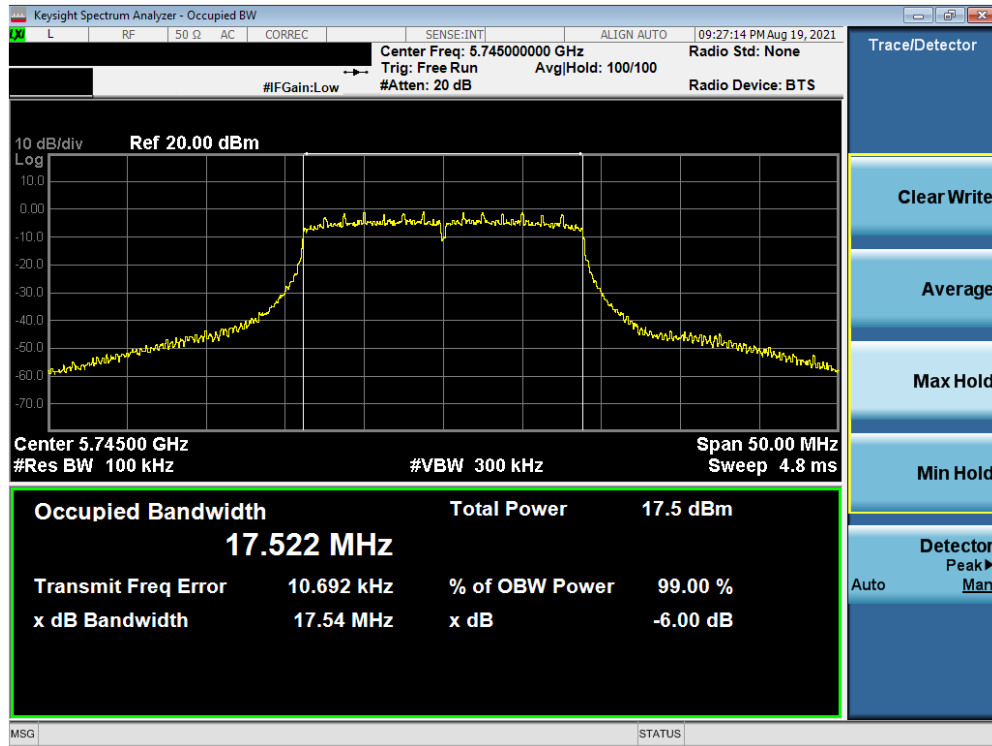 Keysight Spectrum Analyzer - Occupied BW
LXI L RF 50 Ω AC CORREC SENSE:INT ALIGN AUTO 09:27:14 PM Aug 19, 2021
Center Freq: 5.745000000 GHz Radio Std: None
Trig: Free Run Avg|Hold: 100/100
#IFGain:Low #Atten: 20 dB Radio Device: BTS
10 dB/div Ref 20.00 dBm
Log
10.0
0.00
-10.0
-20.0
-30.0
-40.0
-50.0
-60.0
-70.0
Center 5.74500 GHz Span 50.00 MHz
#Res BW 100 kHz #VBW 300 kHz Sweep 4.8 ms
Occupied Bandwidth Total Power 17.5 dBm
17.522 MHz
Transmit Freq Error 10.692 kHz % of OBW Power 99.00 %
x dB Bandwidth 17.54 MHz x dB -6.00 dB
MSG STATUS
Trace/Detector
Clear Write
Average
Max Hold
Min Hold
Detector
Peak▶
Auto Man